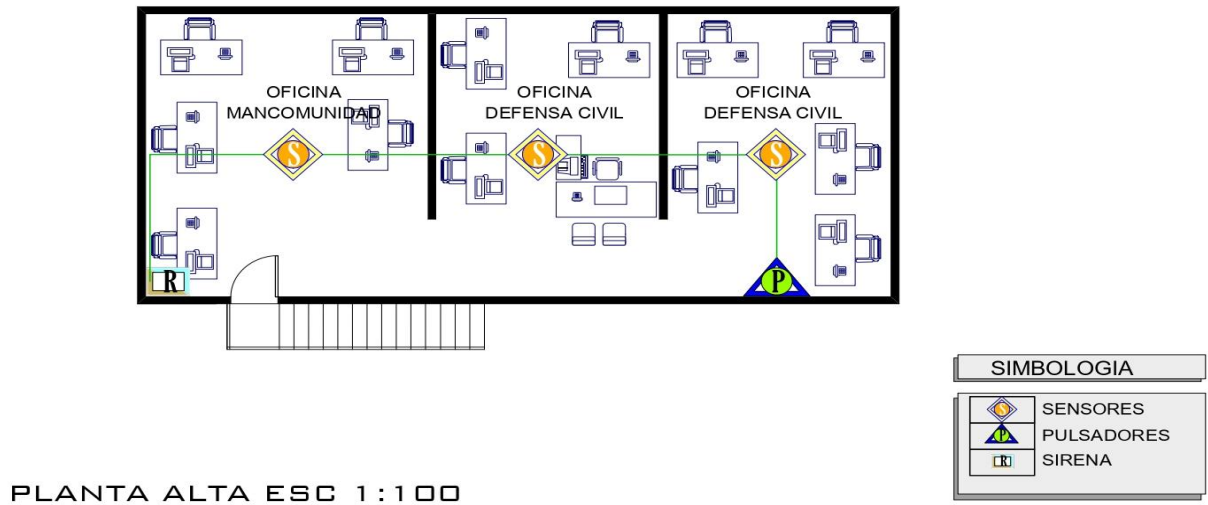 OFICINA
MANCOMUNIDAD
OFICINA
DEFENSA CIVIL
OFICINA
DEFENSA CIVIL
S
S
S
R
P
SIMBOLOGIA
S SENSORES
P PULSADORES
R SIRENA
PLANTA ALTA ESC 1:100